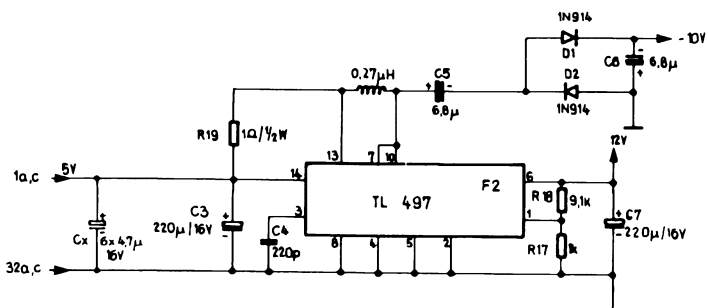 1N914
D1
-10V
C8
6,8µ
D2
1N914
0,27µH
C5
6,8µ
R19
1Ω/½W
13
7
10
1a,c
5V
14
TL 497
F2
6
12V
R18
9,1k
3
1
C3
220µ/16V
C4
220p
Cx
6x4,7µ
16V
R17
1k
C7
220µ/16V
8
4
5
2
32a,c